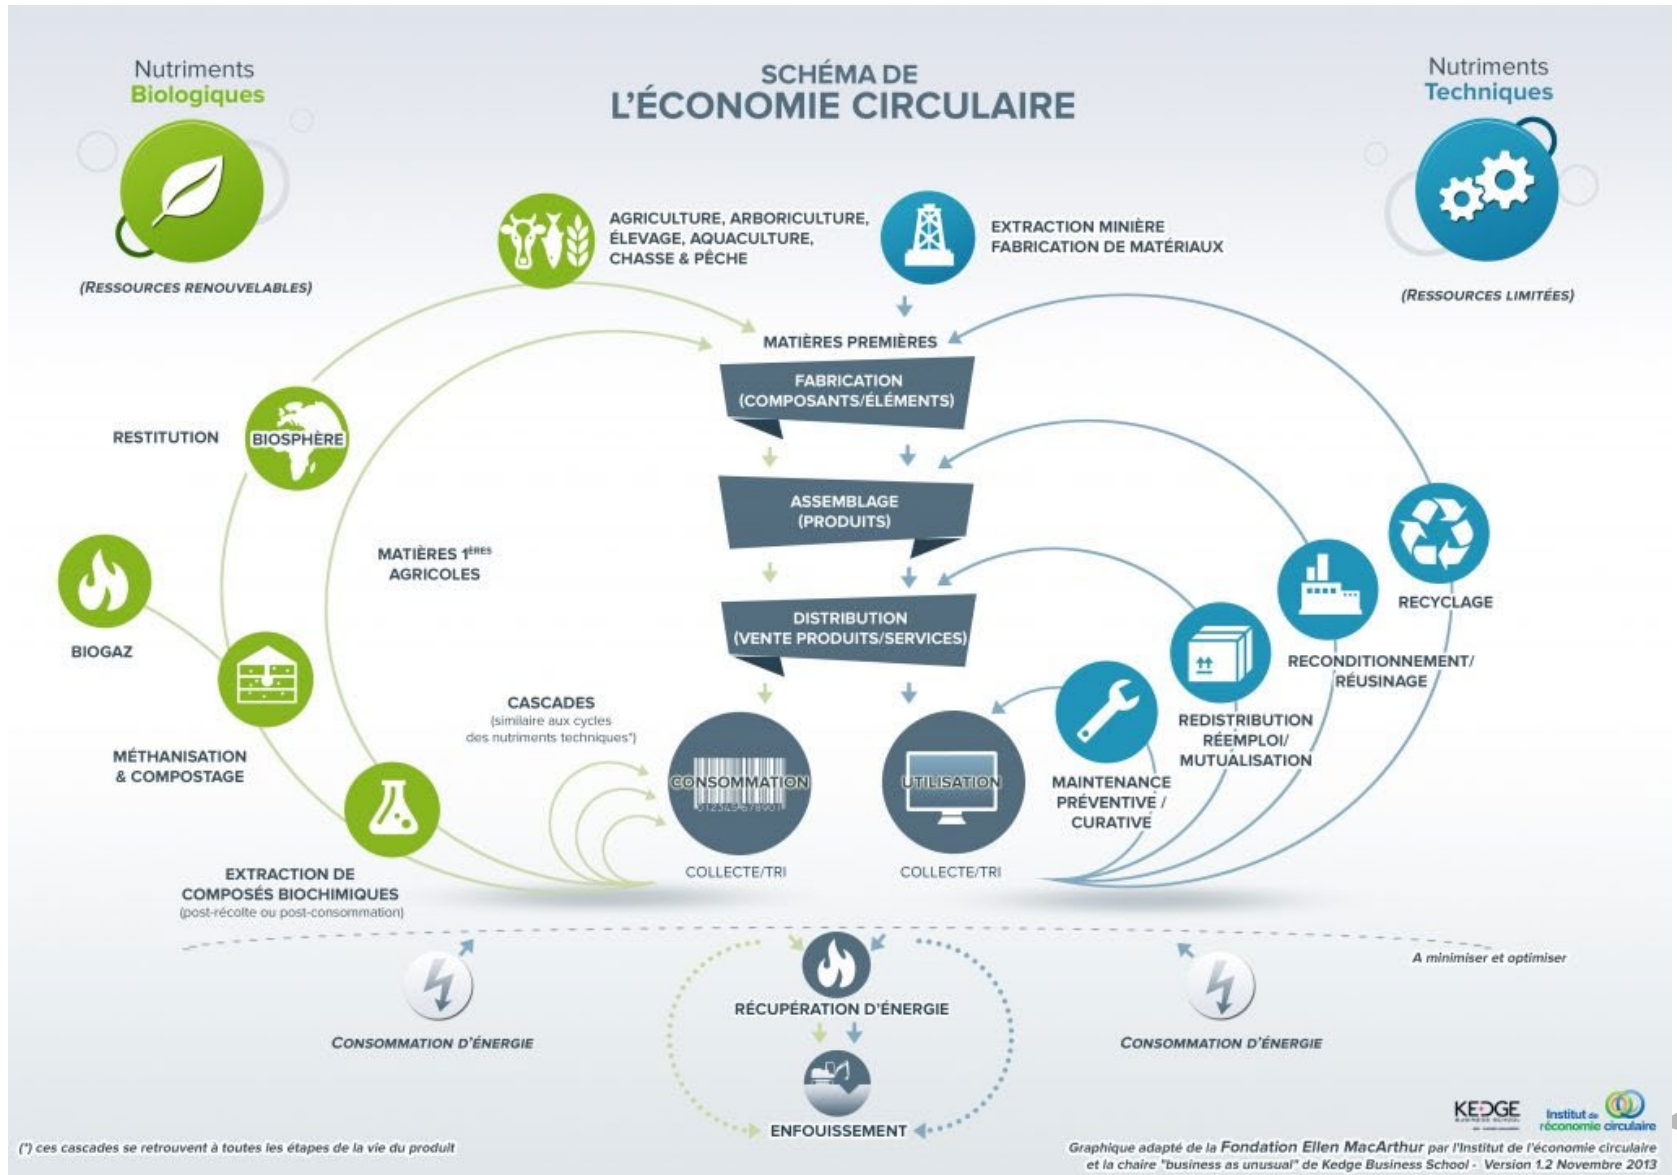 Nutriments
Biologiques
(RESSOURCES RENOUVELABLES)
SCHÉMA DE
L'ÉCONOMIE CIRCULAIRE
Nutriments
Techniques
(RESSOURCES LIMITÉES)
AGRICULTURE, ARBORICULTURE,
ÉLEVAGE, AQUACULTURE,
CHASSE & PÊCHE
EXTRACTION MINIÈRE
FABRICATION DE MATÉRIAUX
MATIÈRES PREMIÈRES
FABRICATION
(COMPOSANTS/ÉLÉMENTS)
ASSEMBLAGE
(PRODUITS)
DISTRIBUTION
(VENTE PRODUITS/SERVICES)
RESTITUTION
BIOSPHÈRE
MATIÈRES 1ÈRES
AGRICOLES
BIOGAZ
MÉTHANISATION
& COMPOSTAGE
EXTRACTION DE
COMPOSÉS BIOCHIMIQUES
(post-récolte ou post-consommation)
CASCADES
(similaire aux cycles
des nutriments techniques*)
CONSOMMATION
COLLECTE/TRI
UTILISATION
COLLECTE/TRI
MAINTENANCE
PRÉVENTIVE /
CURATIVE
REDISTRIBUTION
RÉEMPLOI/
MUTUALISATION
RECONDITIONNEMENT/
RÉUSINAGE
RECYCLAGE
A minimiser et optimiser
CONSOMMATION D'ÉNERGIE
RÉCUPÉRATION D'ÉNERGIE
CONSOMMATION D'ÉNERGIE
ENFOUISSEMENT
(*) ces cascades se retrouvent à toutes les étapes de la vie du produit
KEDGE
BUSINESS SCHOOL
Institut de
l'économie circulaire
Graphique adapté de la Fondation Ellen MacArthur par l'Institut de l'économie circulaire
et la chaire "business as unusual" de Kedge Business School - Version 1.2 Novembre 2013